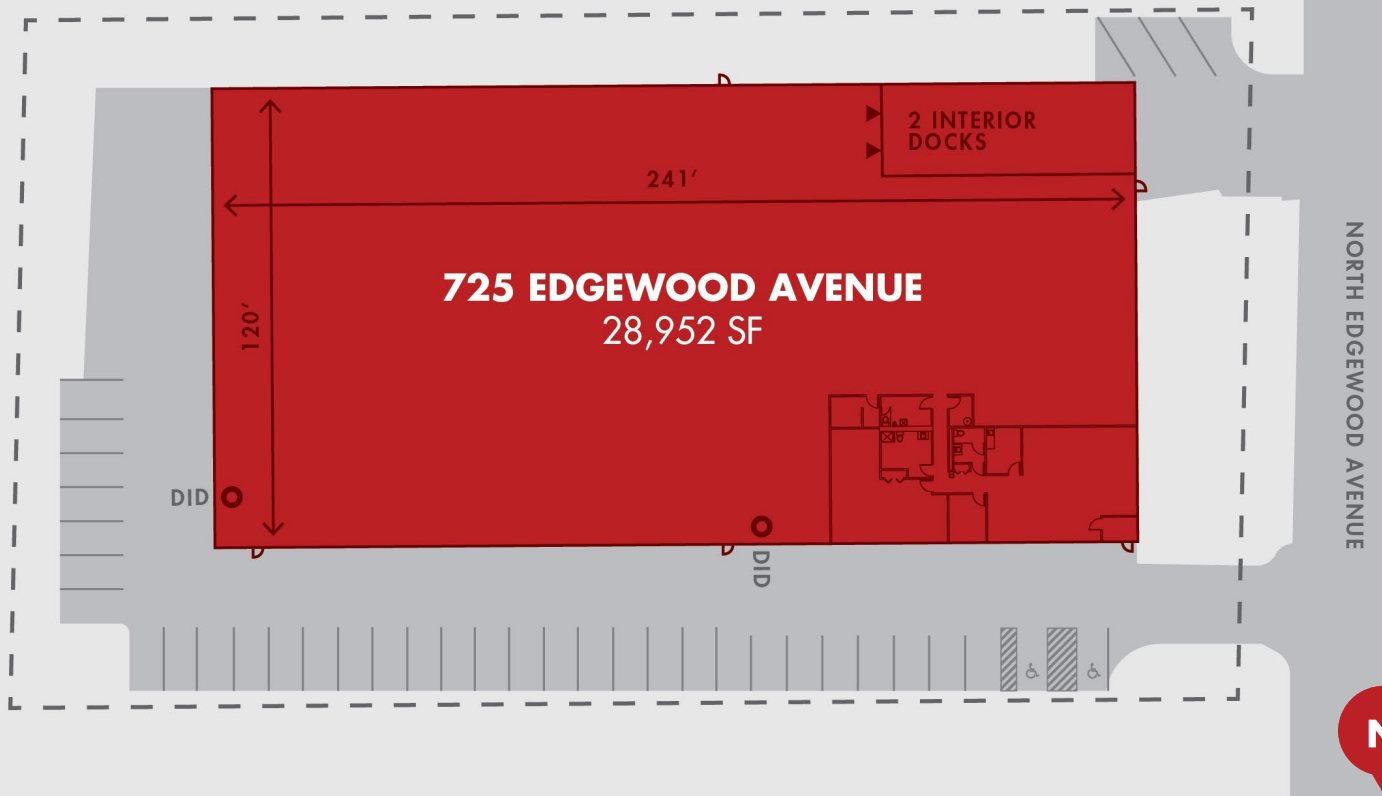 2 INTERIOR
DOCKS
241’
120’
725 EDGEWOOD AVENUE
28,952 SF
DID
DID
NORTH EDGEWOOD AVENUE
N